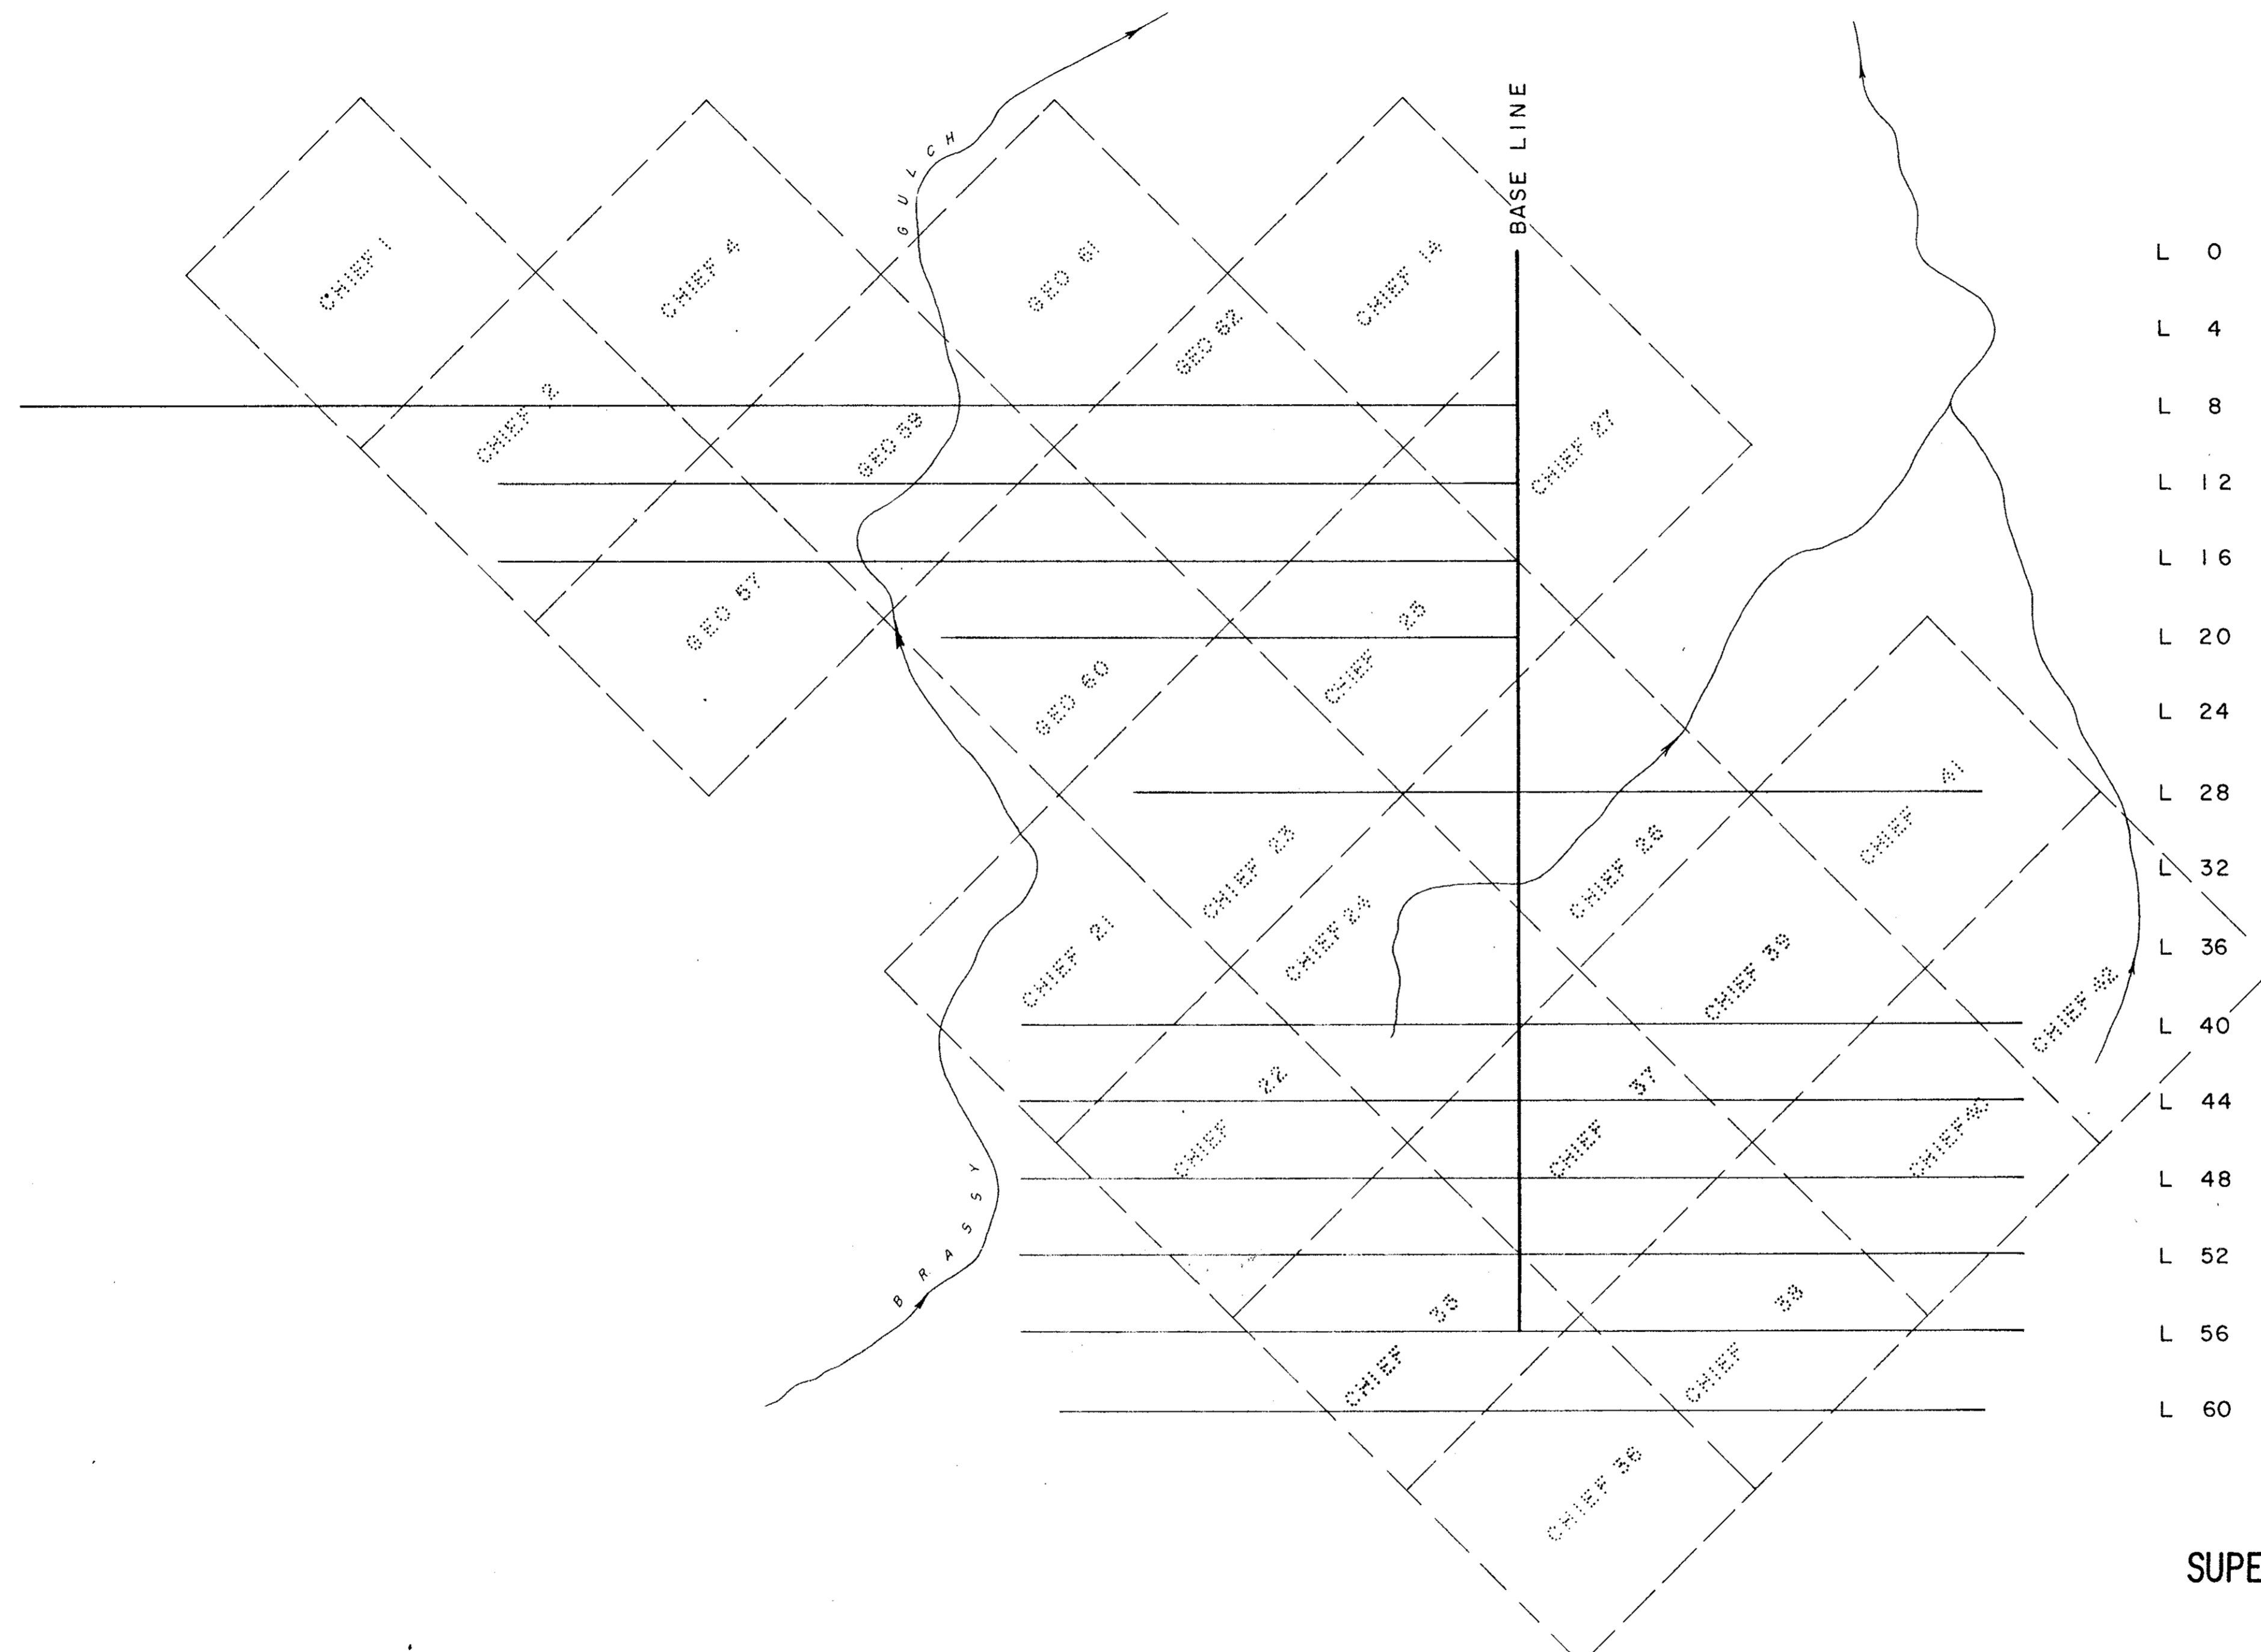 GULCH
BASE LINE
CHIEF 1
CHIEF 4
GEO 61
CHIEF 14
L 0
GEO 62
L 4
CHIEF 2
GEO 59
CHIEF 27
L 8
L 12
GEO 57
L 16
CHIEF 25
L 20
GEO 60
L 24
CHIEF 41
L 28
CHIEF 23
CHIEF 26
L 32
CHIEF 24
CHIEF 21
CHIEF 39
L 36
CHIEF 42
L 40
CHIEF 22
CHIEF 37
CHIEF 40
L 44
L 48
BRASSY
L 52
CHIEF 35
CHIEF 38
L 56
L 60
CHIEF 36
SUPE